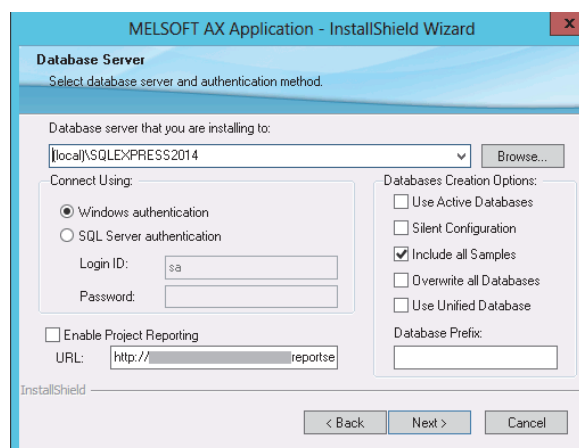 MELSOFT AX Application - InstallShield Wizard
x
Database Server
Select database server and authentication method.
Database server that you are installing to:
(local)\SQLEXPRESS2014
Browse...
Connect Using:
Windows authentication
SQL Server authentication
Login ID:
sa
Password:
Enable Project Reporting
URL:
http:// reportse
Databases Creation Options:
Use Active Databases
Silent Configuration
Include all Samples
Overwrite all Databases
Use Unified Database
Database Prefix:
InstallShield
< Back
Next >
Cancel